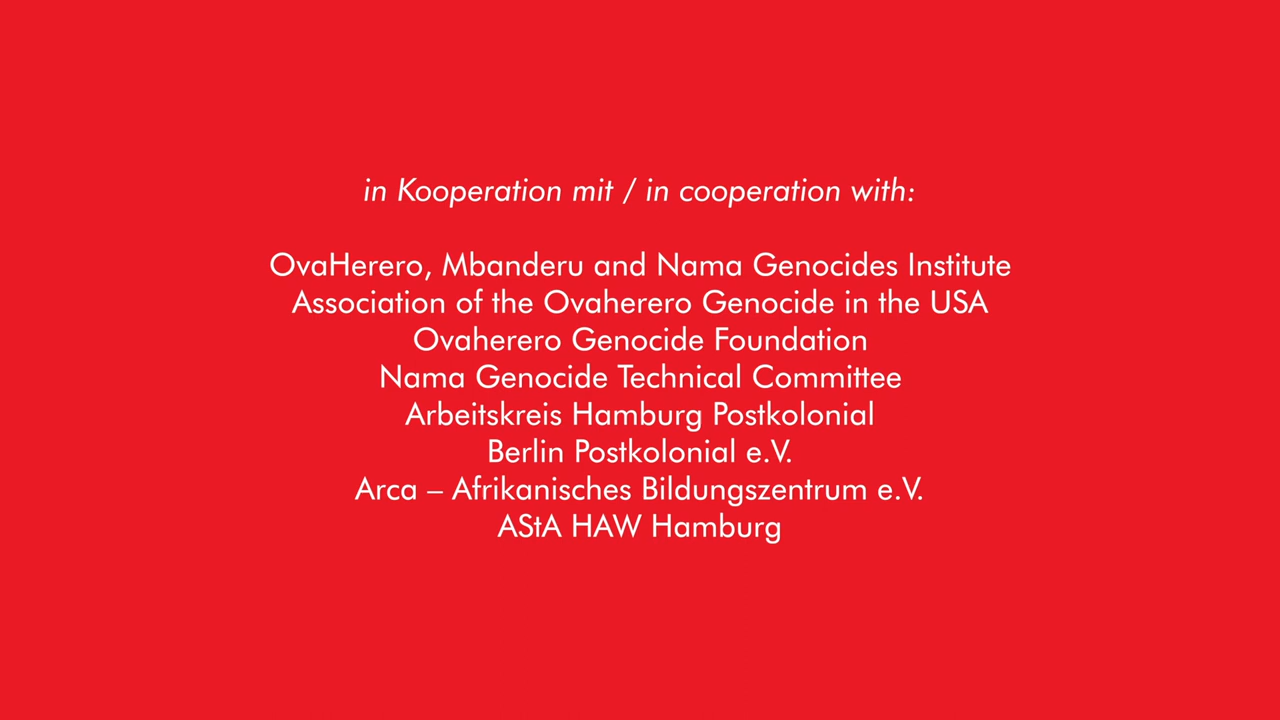 in Kooperation mit / in cooperation with:
OvaHerero, Mbanderu and Nama Genocides Institute
Association of the Ovaherero Genocide in the USA
Ovaherero Genocide Foundation
Nama Genocide Technical Committee
Arbeitskreis Hamburg Postkolonial
Berlin Postkolonial e.V.
Arca – Afrikanisches Bildungszentrum e.V.
AStA HAW Hamburg